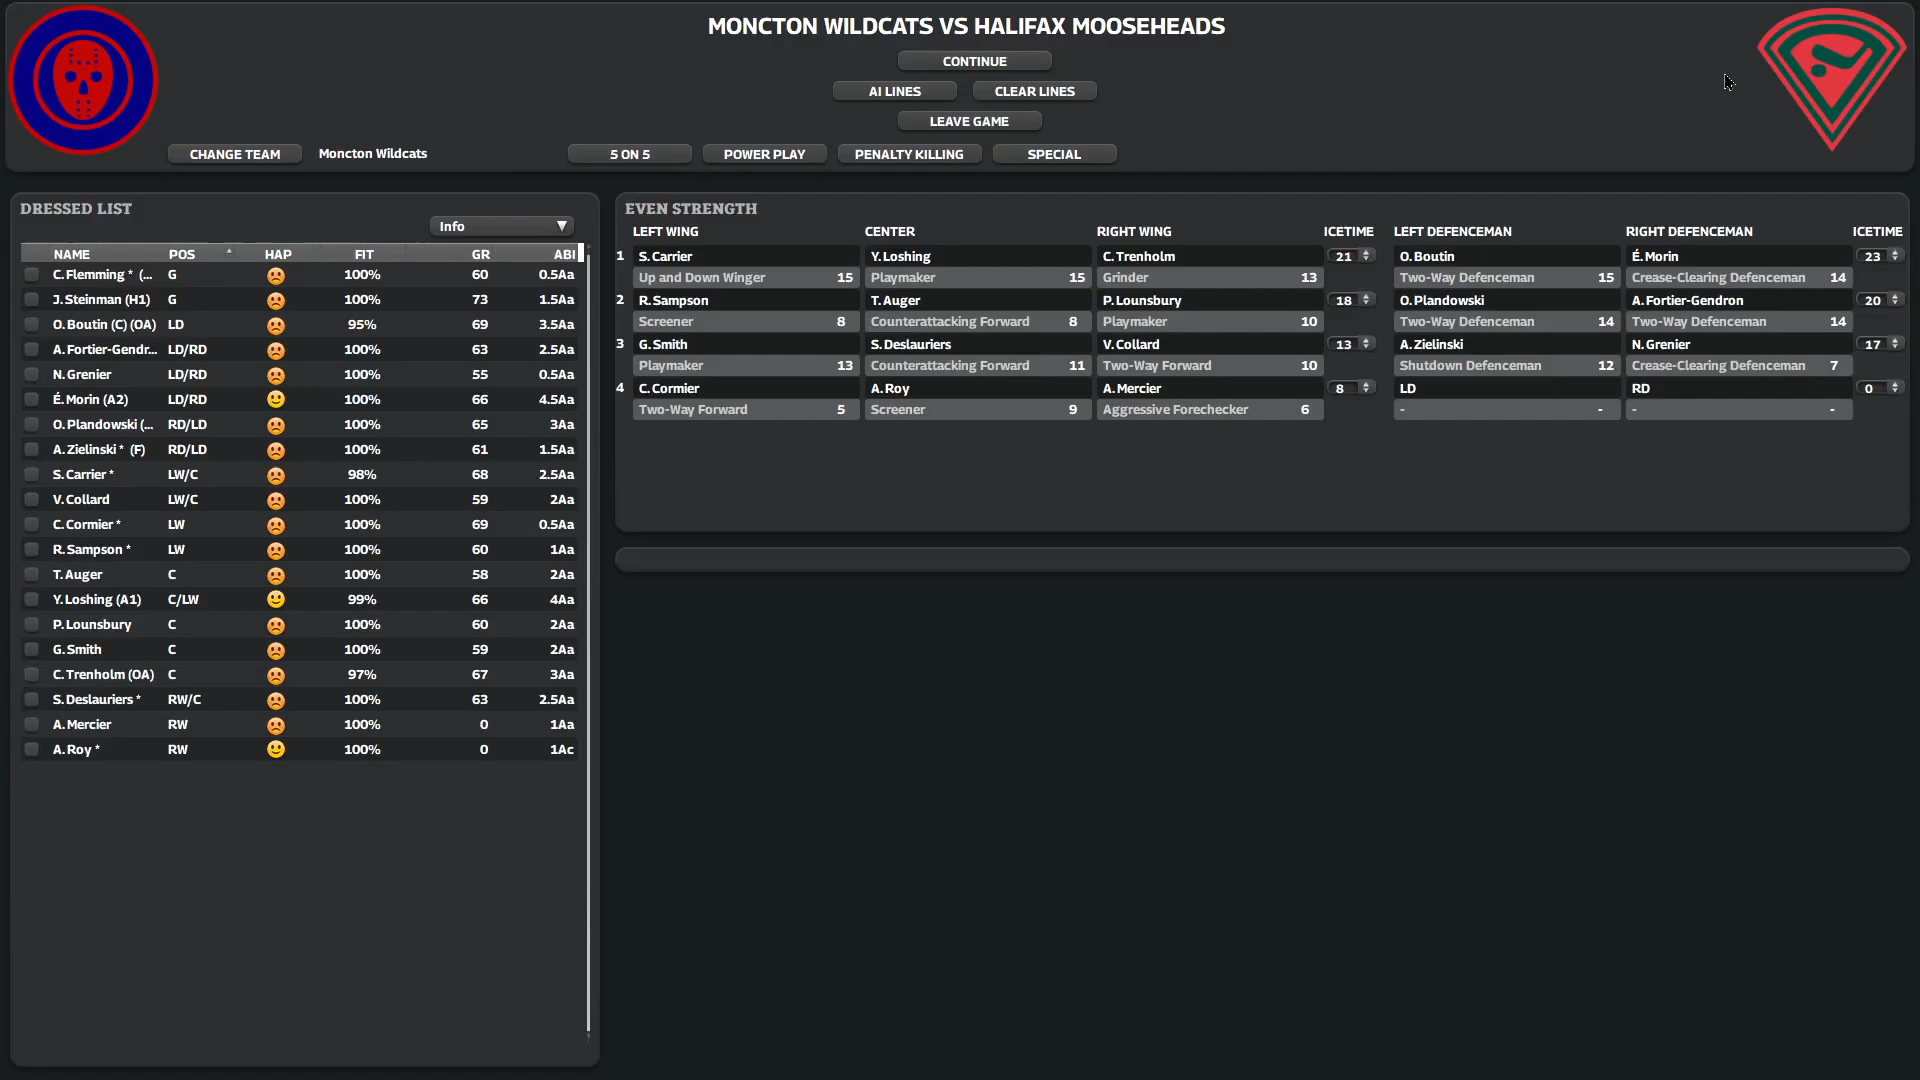 MONCTON WILDCATS VS HALIFAX MOOSEHEADS
CONTINUE
AI LINES CLEAR LINES
LEAVE GAME
CHANGE TEAM Moncton Wildcats 5 ON 5 POWER PLAY PENALTY KILLING SPECIAL
DRESSED LIST
Info
NAME POS HAP FIT GR ABI
C. Flemming * (... G 100% 60 0.5Aa
J. Steinman (H1) G 100% 73 1.5Aa
O. Boutin (C) (OA) LD 95% 69 3.5Aa
A. Fortier-Gendr... LD/RD 100% 63 2.5Aa
N. Grenier LD/RD 100% 55 0.5Aa
É. Morin (A2) LD/RD 100% 66 4.5Aa
O. Plandowski (... RD/LD 100% 65 3Aa
A. Zielinski * (F) RD/LD 100% 61 1.5Aa
S. Carrier * LW/C 98% 68 2.5Aa
V. Collard LW/C 100% 59 2Aa
C. Cormier * LW 100% 69 0.5Aa
R. Sampson * LW 100% 60 1Aa
T. Auger C 100% 58 2Aa
Y. Loshing (A1) C/LW 99% 66 4Aa
P. Lounsbury C 100% 60 2Aa
G. Smith C 100% 59 2Aa
C. Trenholm (OA) C 97% 67 3Aa
S. Deslauriers * RW/C 100% 63 2.5Aa
A. Mercier RW 100% 0 1Aa
A. Roy * RW 100% 0 1Ac
EVEN STRENGTH
LEFT WING CENTER RIGHT WING ICETIME LEFT DEFENCEMAN RIGHT DEFENCEMAN ICETIME
1 S. Carrier Y. Loshing C. Trenholm 21 O. Boutin É. Morin 23
Up and Down Winger 15 Playmaker 15 Grinder 13 Two-Way Defenceman 15 Crease-Clearing Defenceman 14
2 R. Sampson T. Auger P. Lounsbury 18 O. Plandowski A. Fortier-Gendron 20
Screener 8 Counterattacking Forward 8 Playmaker 10 Two-Way Defenceman 14 Two-Way Defenceman 14
3 G. Smith S. Deslauriers V. Collard 13 A. Zielinski N. Grenier 17
Playmaker 13 Counterattacking Forward 11 Two-Way Forward 10 Shutdown Defenceman 12 Crease-Clearing Defenceman 7
4 C. Cormier A. Roy A. Mercier 8 LD RD 0
Two-Way Forward 5 Screener 9 Aggressive Forechecker 6 - - - -